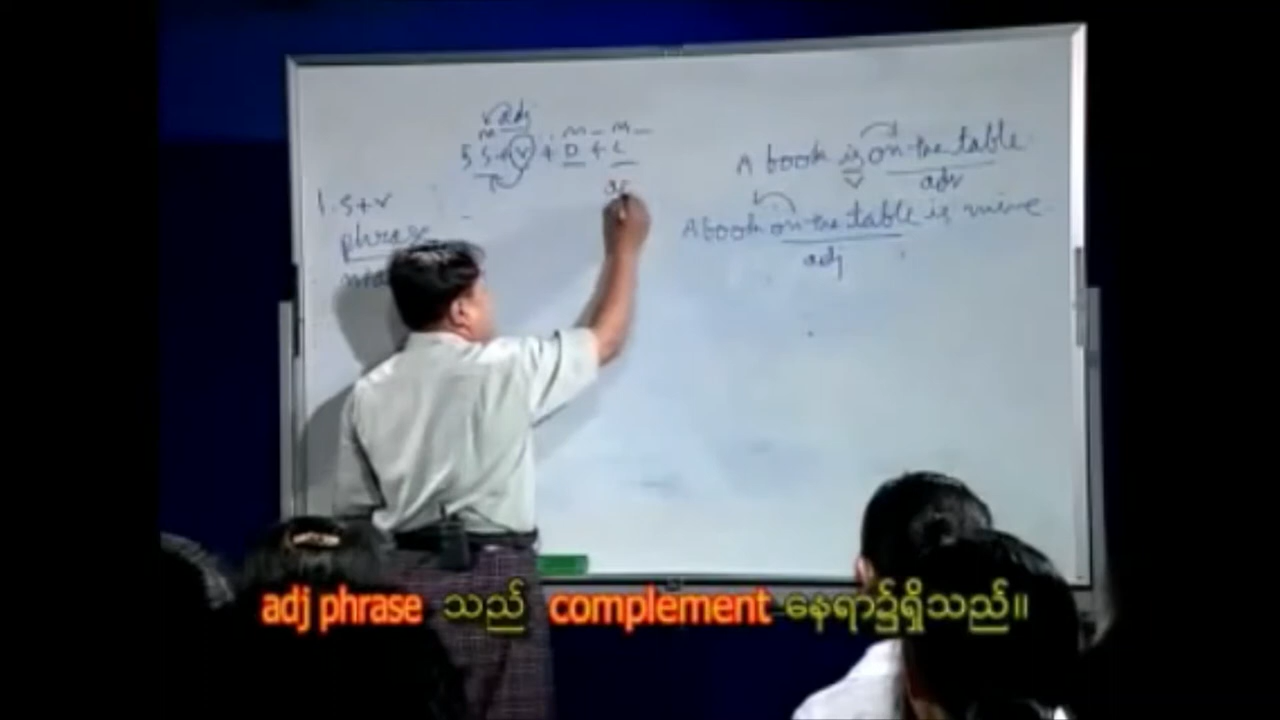 adj
5 S+V + D + C
1. S+V
phrase
A book is on the table
V adv
A book on the table is mine
adj
adj phrase သည် complement နေရာ၌ရှိသည်။